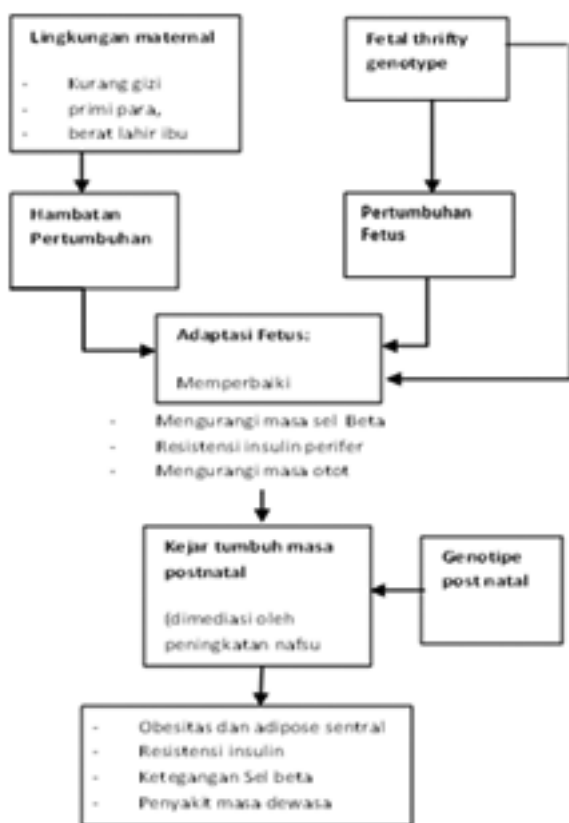 Lingkungan maternal
- Kurang gizi
- primi para,
- berat lahir ibu
Fetal thrifty
genotype
Hambatan
Pertumbuhan
Pertumbuhan
Fetus
Adaptasi Fetus:
Memperbaiki
- Mengurangi masa sel Beta
- Resistensi insulin perifer
- Mengurangi masa otot
Kejar tumbuh masa
postnatal
(dimediasi oleh
peningkatan nafsu
Genotipe
post natal
- Obesitas dan adipose sentral
- Resistensi insulin
- Ketegangan Sel beta
- Penyakit masa dewasa